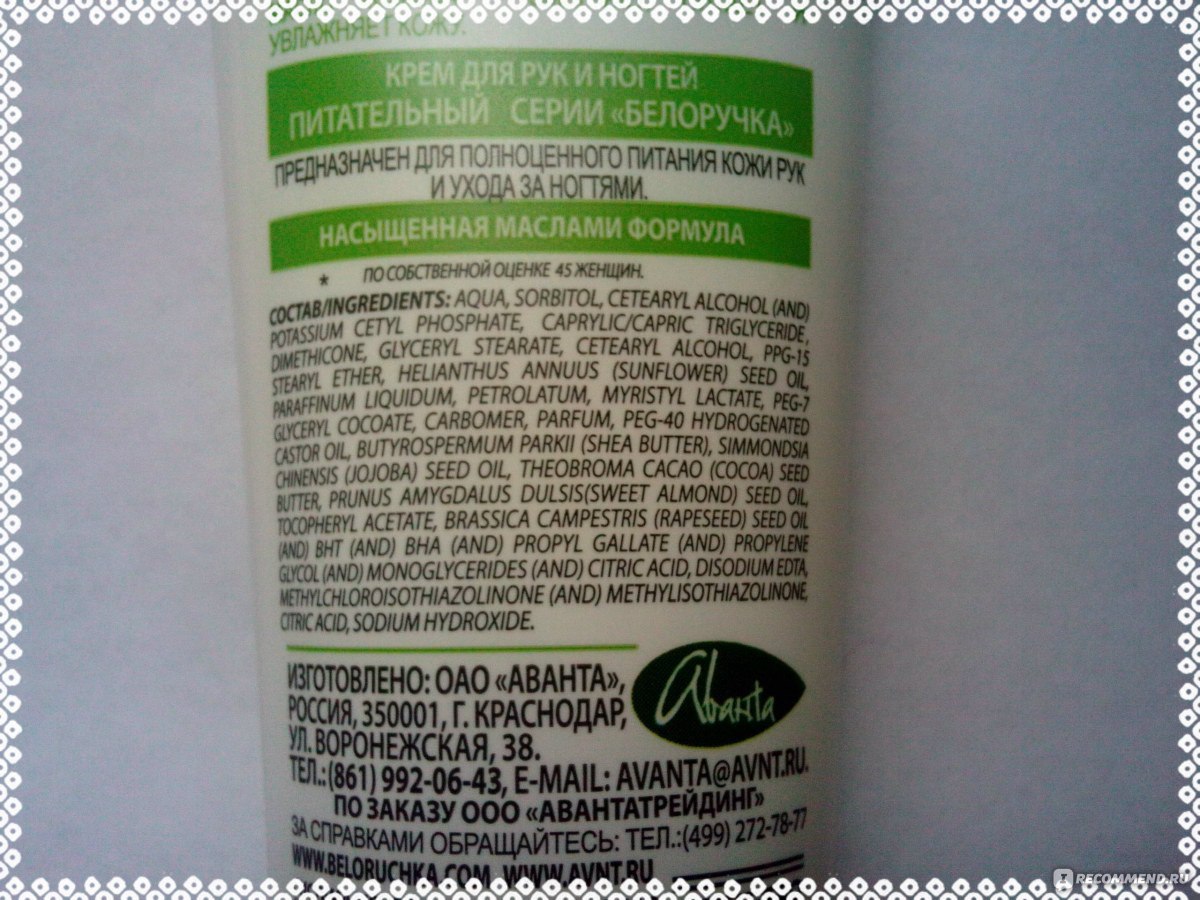 УВЛАЖНЯЕТ КОЖУ.
КРЕМ ДЛЯ РУК И НОГТЕЙ
ПИТАТЕЛЬНЫЙ СЕРИИ «БЕЛОРУЧКА»
ПРЕДНАЗНАЧЕН ДЛЯ ПОЛНОЦЕННОГО ПИТАНИЯ КОЖИ РУК
И УХОДА ЗА НОГТЯМИ.
НАСЫЩЕННАЯ МАСЛАМИ ФОРМУЛА
* ПО СОБСТВЕННОЙ ОЦЕНКЕ 45 ЖЕНЩИН.
СОСТАВ/INGREDIENTS: AQUA, SORBITOL, CETEARYL ALCOHOL (AND)
POTASSIUM CETYL PHOSPHATE, CAPRYLIC/CAPRIC TRIGLYCERIDE,
DIMETHICONE, GLYCERYL STEARATE, CETEARYL ALCOHOL, PPG-15
STEARYL ETHER, HELIANTHUS ANNUUS (SUNFLOWER) SEED OIL,
PARAFFINUM LIQUIDUM, PETROLATUM, MYRISTYL LACTATE, PEG-7
GLYCERYL COCOATE, CARBOMER, PARFUM, PEG-40 HYDROGENATED
CASTOR OIL, BUTYROSPERMUM PARKII (SHEA BUTTER), SIMMONDSIA
CHINENSIS (JOJOBA) SEED OIL, THEOBROMA CACAO (COCOA) SEED
BUTTER, PRUNUS AMYGDALUS DULSIS(SWEET ALMOND) SEED OIL,
TOCOPHERYL ACETATE, BRASSICA CAMPESTRIS (RAPESEED) SEED OIL
(AND) BHT (AND) BHA (AND) PROPYL GALLATE (AND) PROPYLENE
GLYCOL (AND) MONOGLYCERIDES (AND) CITRIC ACID, DISODIUM EDTA,
METHYLCHLOROISOTHIAZOLINONE (AND) METHYLISOTHIAZOLINONE,
CITRIC ACID, SODIUM HYDROXIDE.
ИЗГОТОВЛЕНО: ОАО «АВАНТА»,
РОССИЯ, 350001, Г. КРАСНОДАР,
УЛ. ВОРОНЕЖСКАЯ, 38.
Аванта
ТЕЛ.:(861) 992-06-43, E-MAIL: AVANTA@AVNT.RU.
ПО ЗАКАЗУ ООО «АВАНТАТРЕЙДИНГ»
ЗА СПРАВКАМИ ОБРАЩАЙТЕСЬ: ТЕЛ.:(499) 272-78-77
WWW.BELORUCHKA.COM WWW.AVNT.RU
RECOMMEND.RU